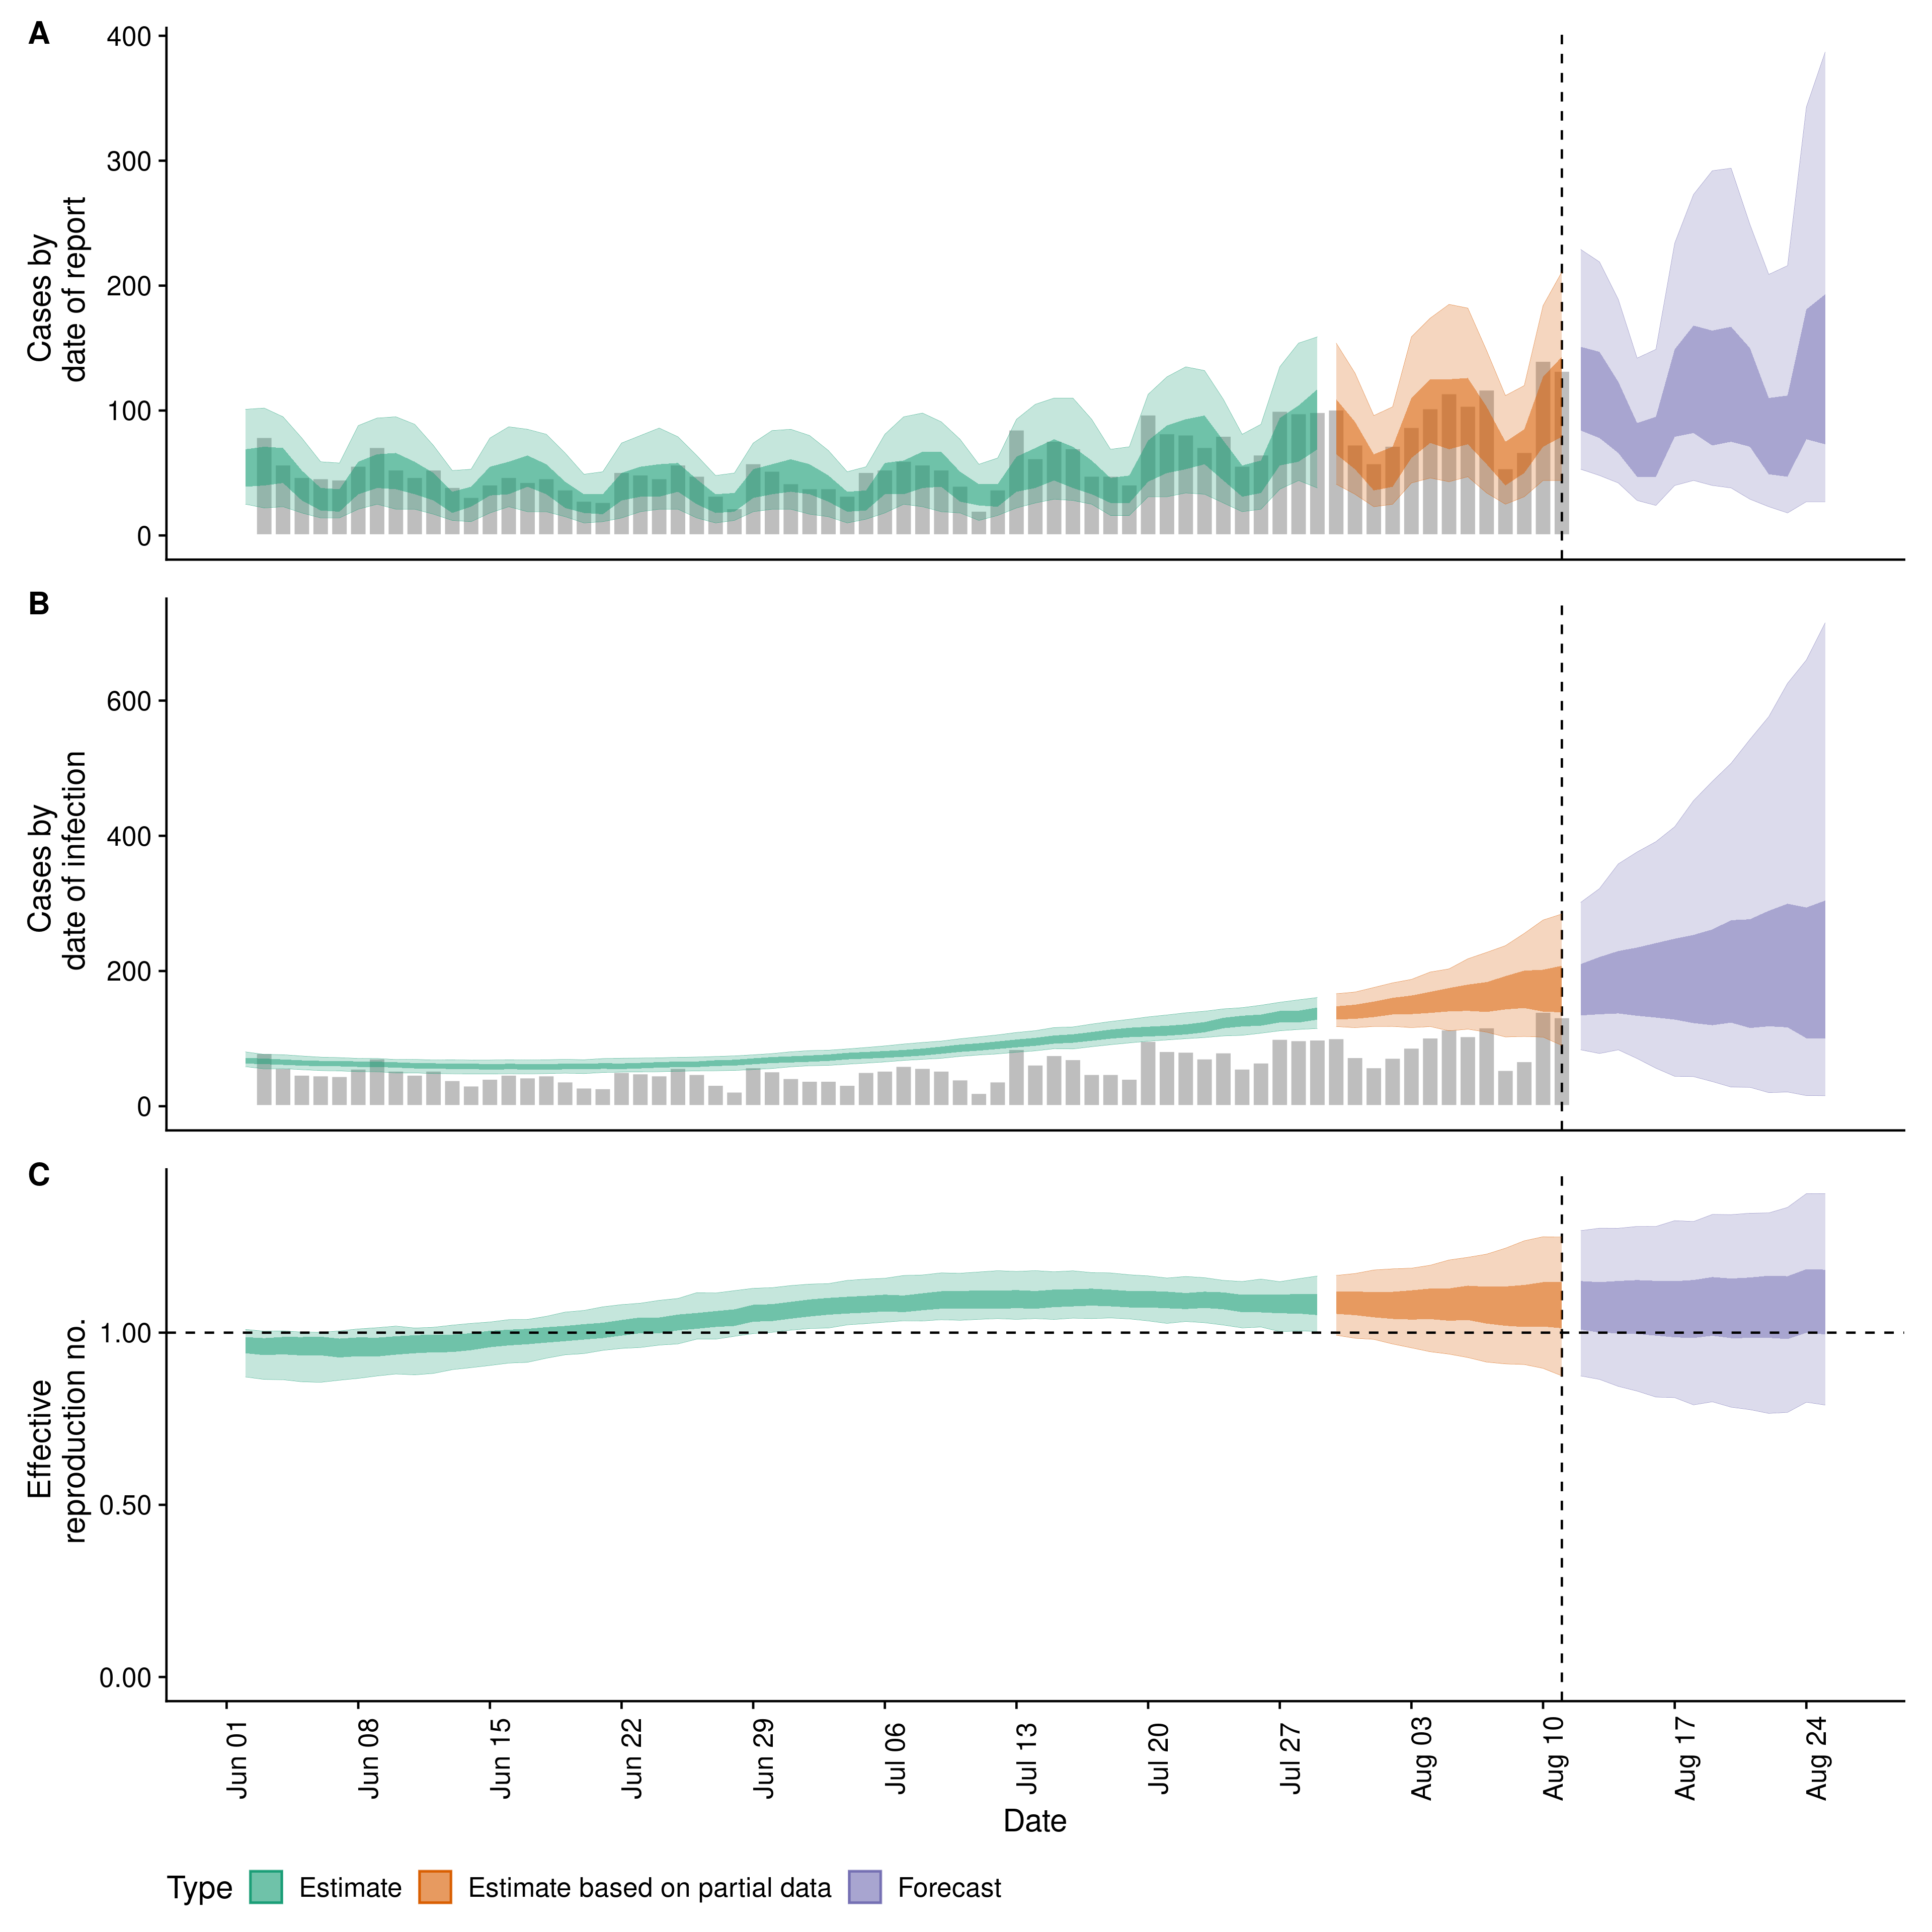 A
400
300
200
100
0
Cases by
date of report
B
600
400
200
0
Cases by
date of infection
C
1.00
0.50
0.00
Effective
reproduction no.
Jun 01
Jun 08
Jun 15
Jun 22
Jun 29
Jul 06
Jul 13
Jul 20
Jul 27
Aug 03
Aug 10
Aug 17
Aug 24
Date
Type Estimate Estimate based on partial data Forecast